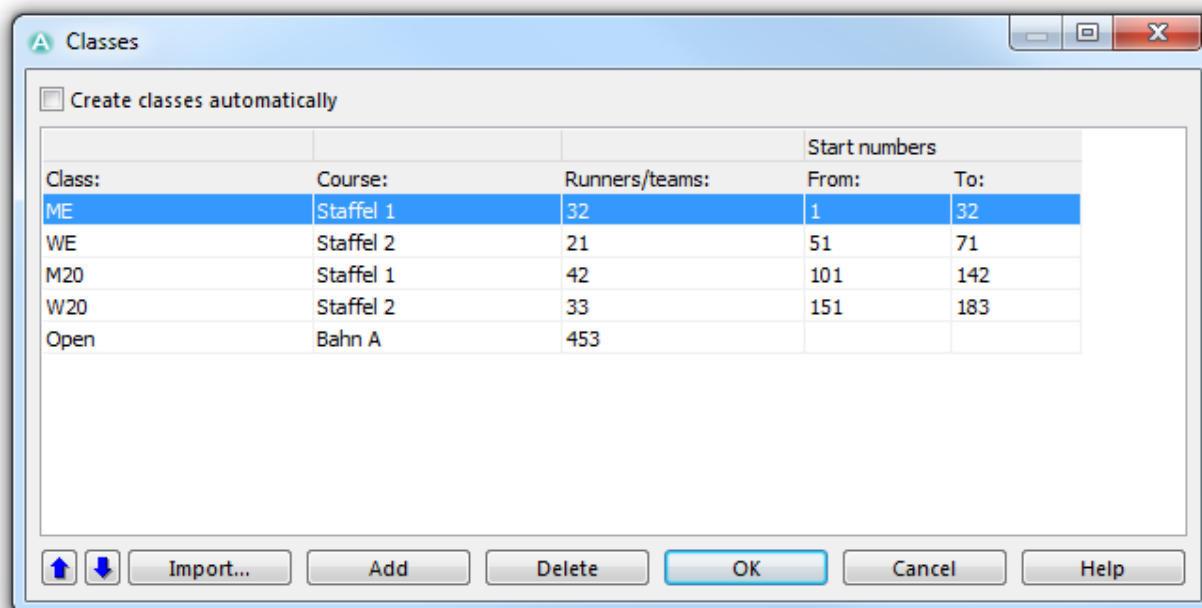 Classes
Create classes automatically
Start numbers
Class: Course: Runners/teams: From: To:
ME Staffel 1 32 1 32
WE Staffel 2 21 51 71
M20 Staffel 1 42 101 142
W20 Staffel 2 33 151 183
Open Bahn A 453
Import... Add Delete OK Cancel Help